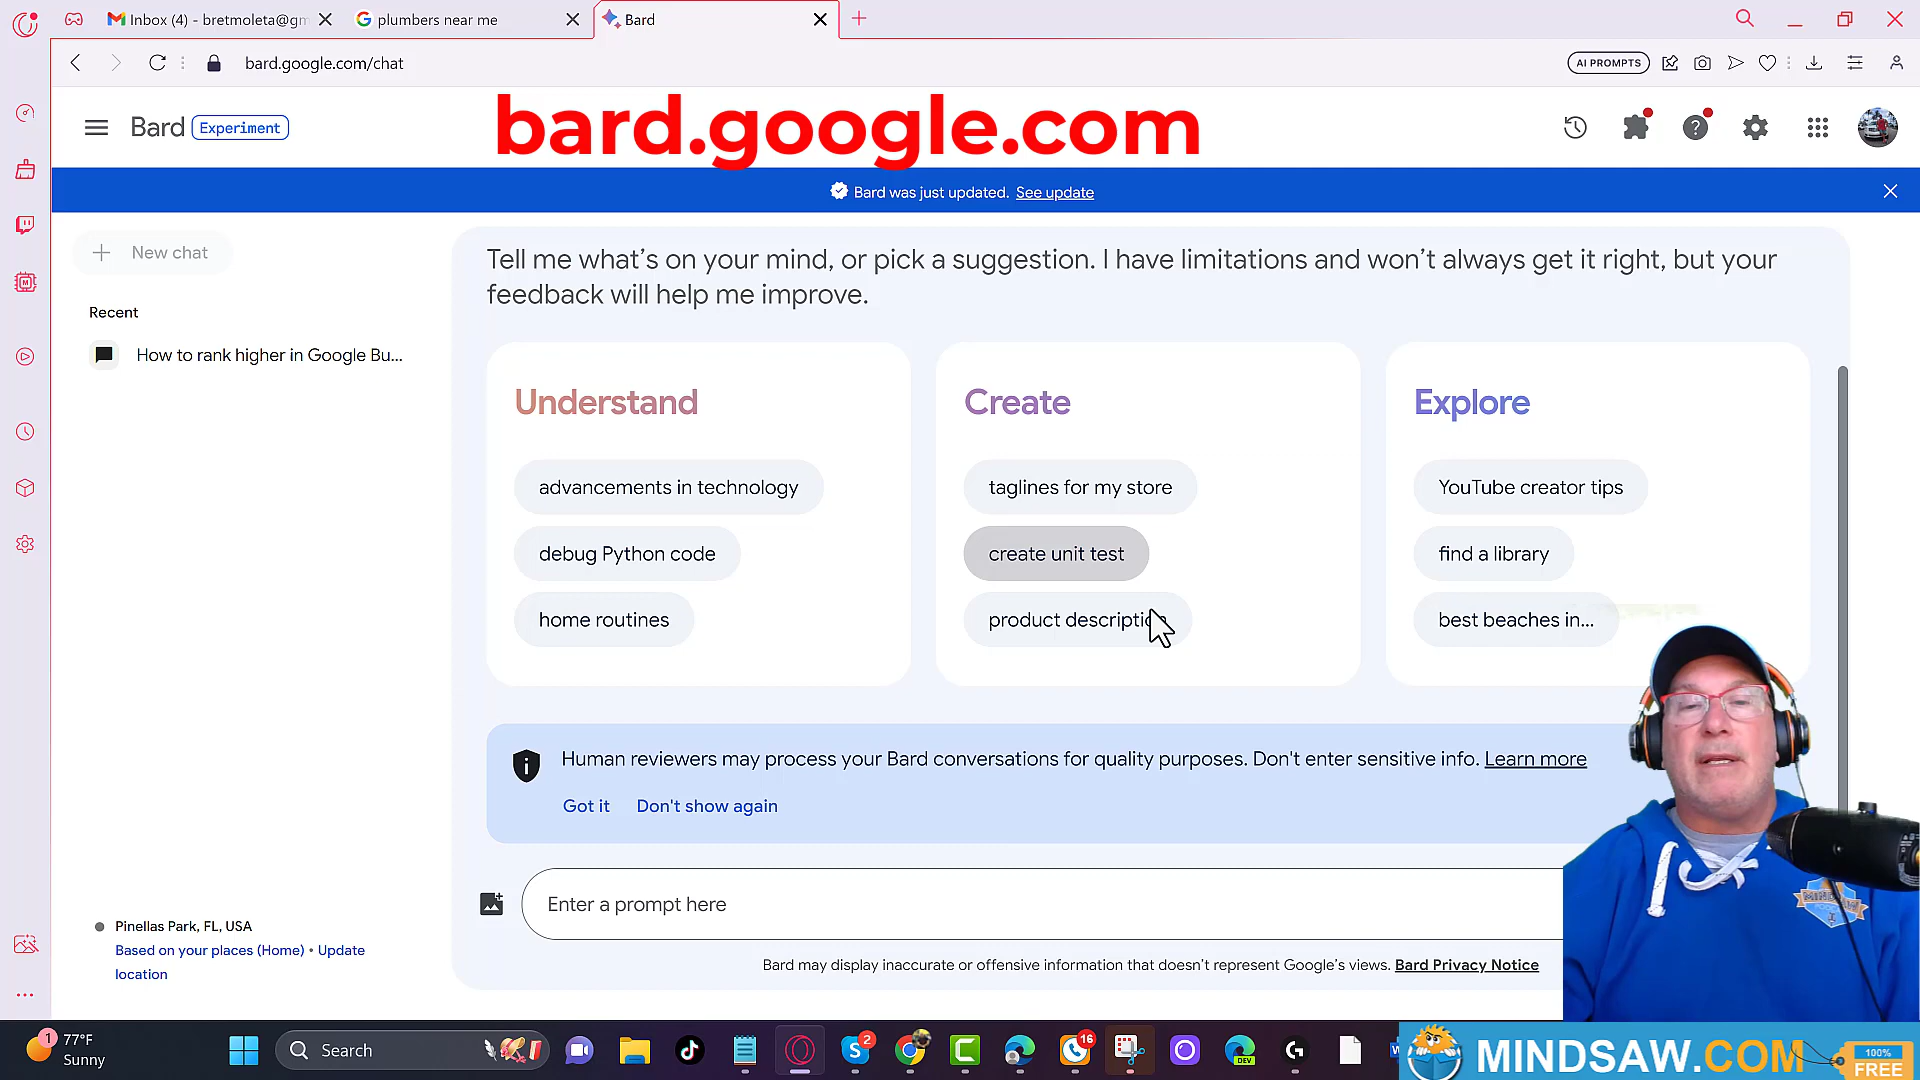 Inbox (4) - bretmoleta@gm
plumbers near me
Bard
bard.google.com/chat
AI PROMPTS
Bard
Experiment
bard.google.com
Bard was just updated. See update
New chat
Recent
How to rank higher in Google Bu...
Tell me what's on your mind, or pick a suggestion. I have limitations and won't always get it right, but your
feedback will help me improve.
Understand
advancements in technology
debug Python code
home routines
Create
taglines for my store
create unit test
product descripti
Explore
YouTube creator tips
find a library
best beaches in...
Human reviewers may process your Bard conversations for quality purposes. Don't enter sensitive info. Learn more
Got it
Don't show again
Enter a prompt here
Bard may display inaccurate or offensive information that doesn't represent Google's views. Bard Privacy Notice
Pinellas Park, FL, USA
Based on your places (Home) • Update
location
1
77°F
Sunny
Search
2
16
DEV
MINDSAW.COM
100%
FREE